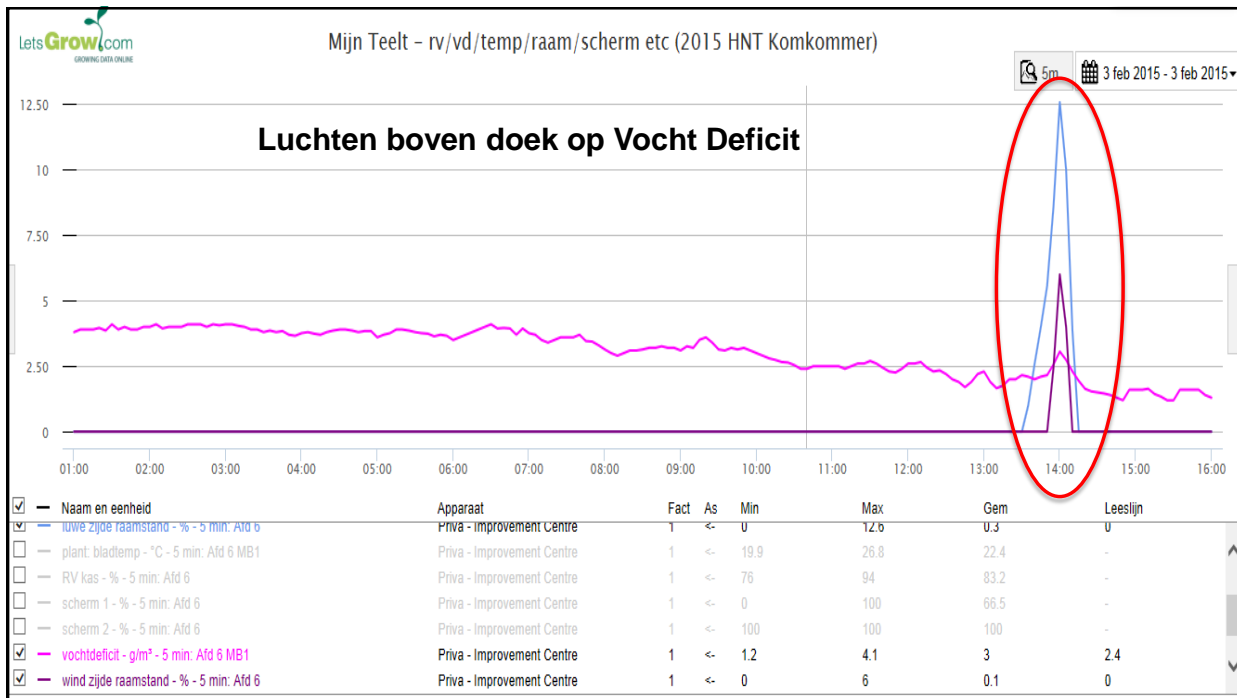 LetsGrow.com
GROWING DATA ONLINE
Mijn Teelt - rv/vd/temp/raam/scherm etc (2015 HNT Komkommer)
5m
3 feb 2015 - 3 feb 2015
Luchten boven doek op Vocht Deficit
12.50
10
7.50
5
2.50
0
01:00 02:00 03:00 04:00 05:00 06:00 07:00 08:00 09:00 10:00 11:00 12:00 13:00 14:00 15:00 16:00
Naam en eenheid Apparaat Fact As Min Max Gem Leeslijn
luwe zijde raamstand - % - 5 min: Afd 6 Priva - Improvement Centre 1 <- 0 12.6 0.3 0
plant: bladtemp - °C - 5 min: Afd 6 MB1 Priva - Improvement Centre 1 <- 19.9 26.8 22.4 -
RV kas - % - 5 min: Afd 6 Priva - Improvement Centre 1 <- 76 94 83.2 -
scherm 1 - % - 5 min: Afd 6 Priva - Improvement Centre 1 <- 0 100 66.5 -
scherm 2 - % - 5 min: Afd 6 Priva - Improvement Centre 1 <- 100 100 100 -
vochtdeficit - g/m³ - 5 min: Afd 6 MB1 Priva - Improvement Centre 1 <- 1.2 4.1 3 2.4
wind zijde raamstand - % - 5 min: Afd 6 Priva - Improvement Centre 1 <- 0 6 0.1 0